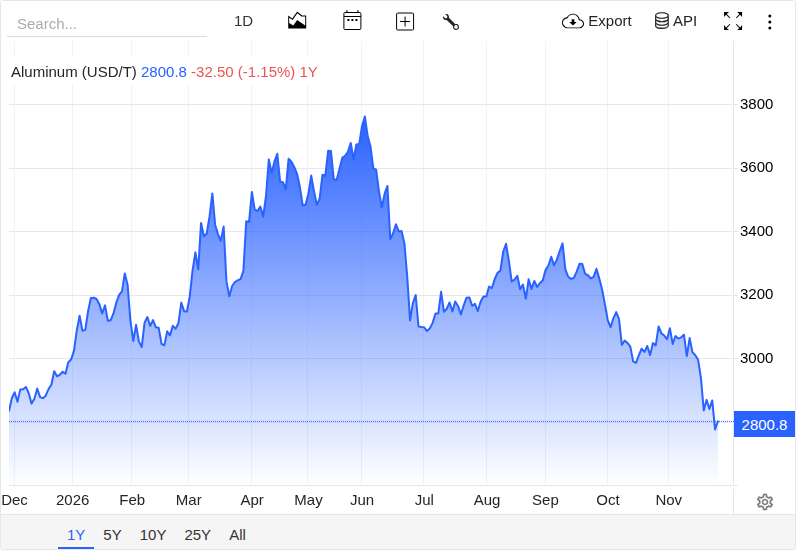 Search... 1D Export API
Aluminum (USD/T) 2800.8 -32.50 (-1.15%) 1Y
3800
3600
3400
3200
3000
2800.8
Dec 2026 Feb Mar Apr May Jun Jul Aug Sep Oct Nov
1Y 5Y 10Y 25Y All